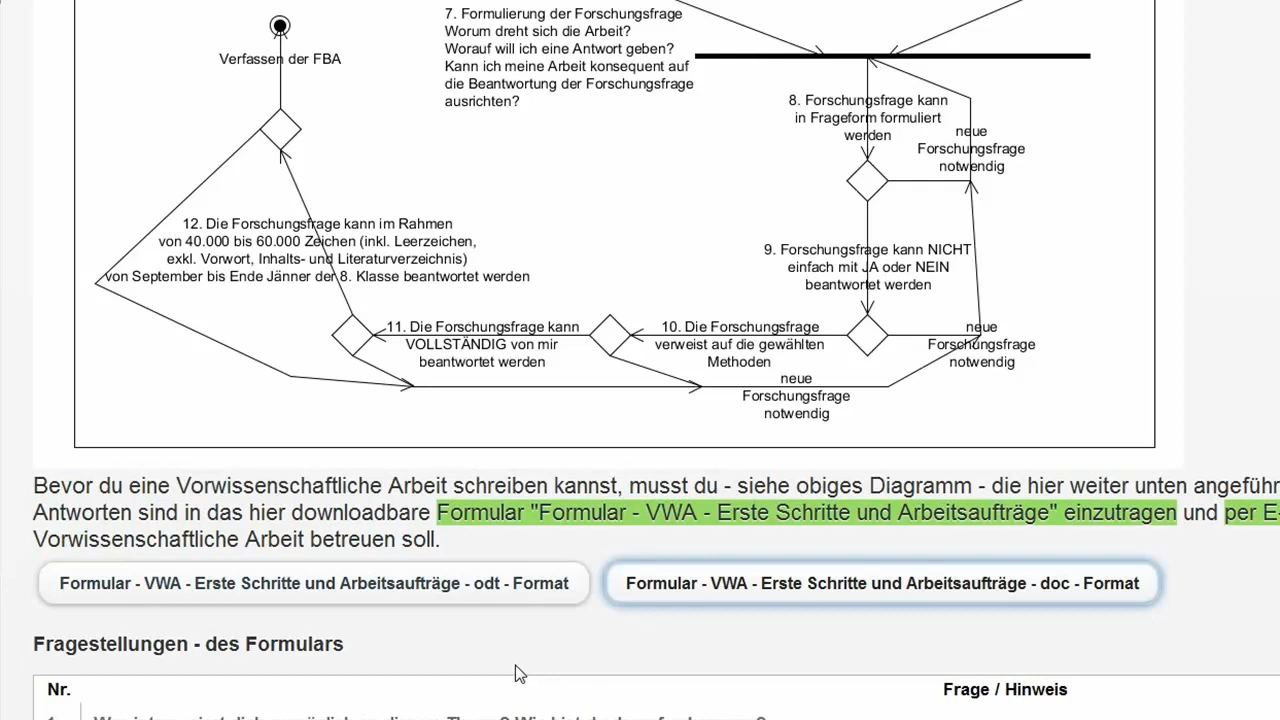 7. Formulierung der Forschungsfrage
Worum dreht sich die Arbeit?
Worauf will ich eine Antwort geben?
Kann ich meine Arbeit konsequent auf
die Beantwortung der Forschungsfrage
ausrichten?
Verfassen der FBA
8. Forschungsfrage kann
in Frageform formuliert
werden
neue
Forschungsfrage
notwendig
12. Die Forschungsfrage kann im Rahmen
von 40.000 bis 60.000 Zeichen (inkl. Leerzeichen,
exkl. Vorwort, Inhalts- und Literaturverzeichnis)
von September bis Ende Jänner der 8. Klasse beantwortet werden
9. Forschungsfrage kann NICHT
einfach mit JA oder NEIN
beantwortet werden
11. Die Forschungsfrage kann
VOLLSTÄNDIG von mir
beantwortet werden
10. Die Forschungsfrage
verweist auf die gewählten
Methoden
neue
Forschungsfrage
notwendig
neue
Forschungsfrage
notwendig
Bevor du eine Vorwissenschaftliche Arbeit schreiben kannst, musst du - siehe obiges Diagramm - die hier weiter unten angeführ
Antworten sind in das hier downloadbare Formular "Formular - VWA - Erste Schritte und Arbeitsaufträge" einzutragen und per E-
Vorwissenschaftliche Arbeit betreuen soll.
Formular - VWA - Erste Schritte und Arbeitsaufträge - odt - Format
Formular - VWA - Erste Schritte und Arbeitsaufträge - doc - Format
Fragestellungen - des Formulars
Nr. Frage / Hinweis